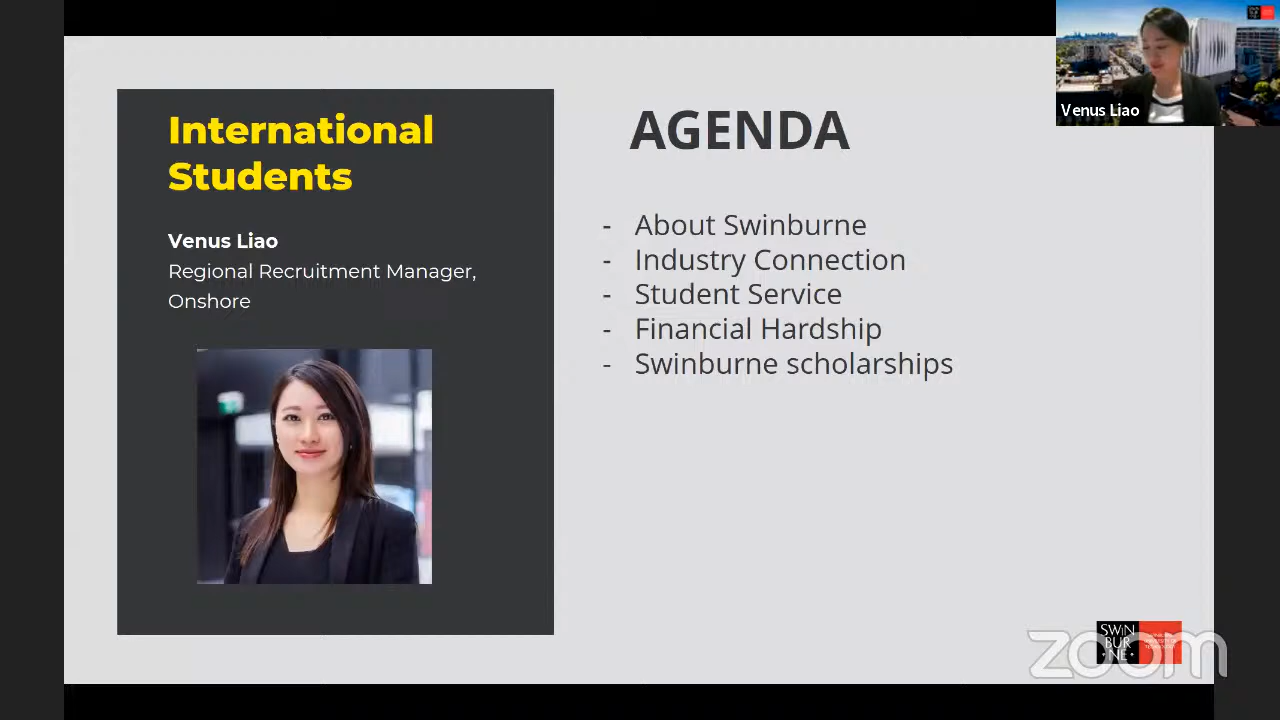 International
Students
Venus Liao
Regional Recruitment Manager,
Onshore
AGENDA
- About Swinburne
- Industry Connection
- Student Service
- Financial Hardship
- Swinburne scholarships
Venus Liao
SWIN
BUR
NE
zoom